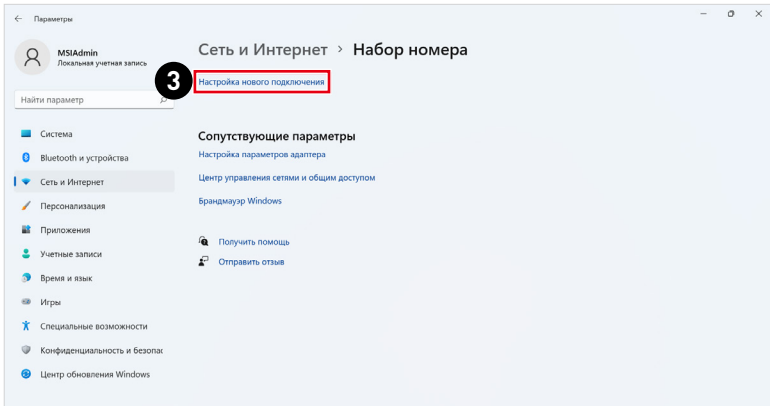 Параметры
MSIAdmin
Локальная учетная запись
Найти параметр
Система
Bluetooth и устройства
Сеть и Интернет
Персонализация
Приложения
Учетные записи
Время и язык
Игры
Специальные возможности
Конфиденциальность и безопас
Центр обновления Windows
Сеть и Интернет > Набор номера
3
Настройка нового подключения
Сопутствующие параметры
Настройка параметров адаптера
Центр управления сетями и общим доступом
Брандмауэр Windows
Получить помощь
Отправить отзыв